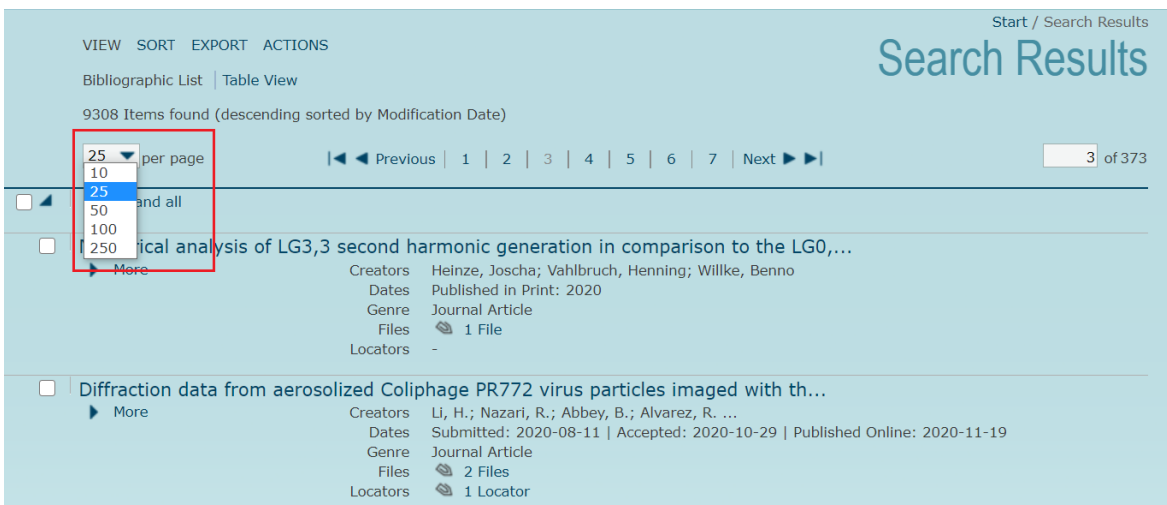 Start / Search Results
VIEW SORT EXPORT ACTIONS
Search Results
Bibliographic List | Table View
9308 Items found (descending sorted by Modification Date)
25 per page
Previous | 1 | 2 | 3 | 4 | 5 | 6 | 7 | Next
3 of 373
10
25
50
100
250
and all
rical analysis of LG3,3 second harmonic generation in comparison to the LG0,...
More
Creators Heinze, Joscha; Vahlbruch, Henning; Willke, Benno
Dates Published in Print: 2020
Genre Journal Article
Files 1 File
Locators -
Diffraction data from aerosolized Coliphage PR772 virus particles imaged with th...
More
Creators Li, H.; Nazari, R.; Abbey, B.; Alvarez, R. ...
Dates Submitted: 2020-08-11 | Accepted: 2020-10-29 | Published Online: 2020-11-19
Genre Journal Article
Files 2 Files
Locators 1 Locator